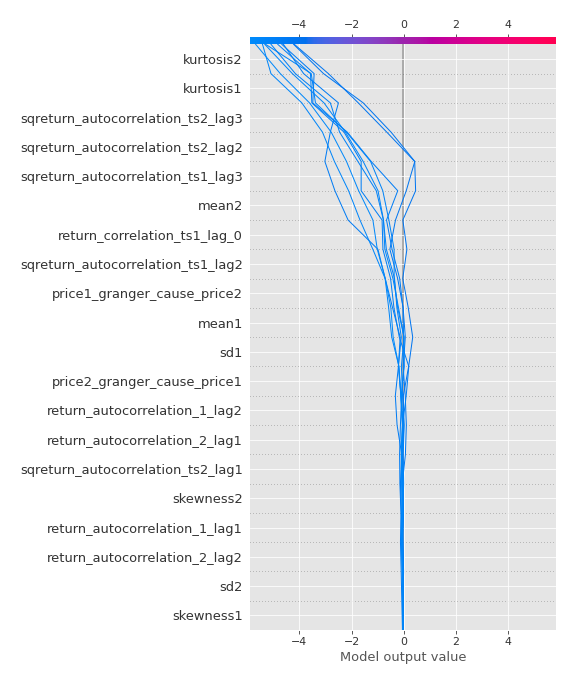 −4 −2 0 2 4
kurtosis2
kurtosis1
sqreturn_autocorrelation_ts2_lag3
sqreturn_autocorrelation_ts2_lag2
sqreturn_autocorrelation_ts1_lag3
mean2
return_correlation_ts1_lag_0
sqreturn_autocorrelation_ts1_lag2
price1_granger_cause_price2
mean1
sd1
price2_granger_cause_price1
return_autocorrelation_1_lag2
return_autocorrelation_2_lag1
sqreturn_autocorrelation_ts2_lag1
skewness2
return_autocorrelation_1_lag1
return_autocorrelation_2_lag2
sd2
skewness1
−4 −2 0 2 4
Model output value